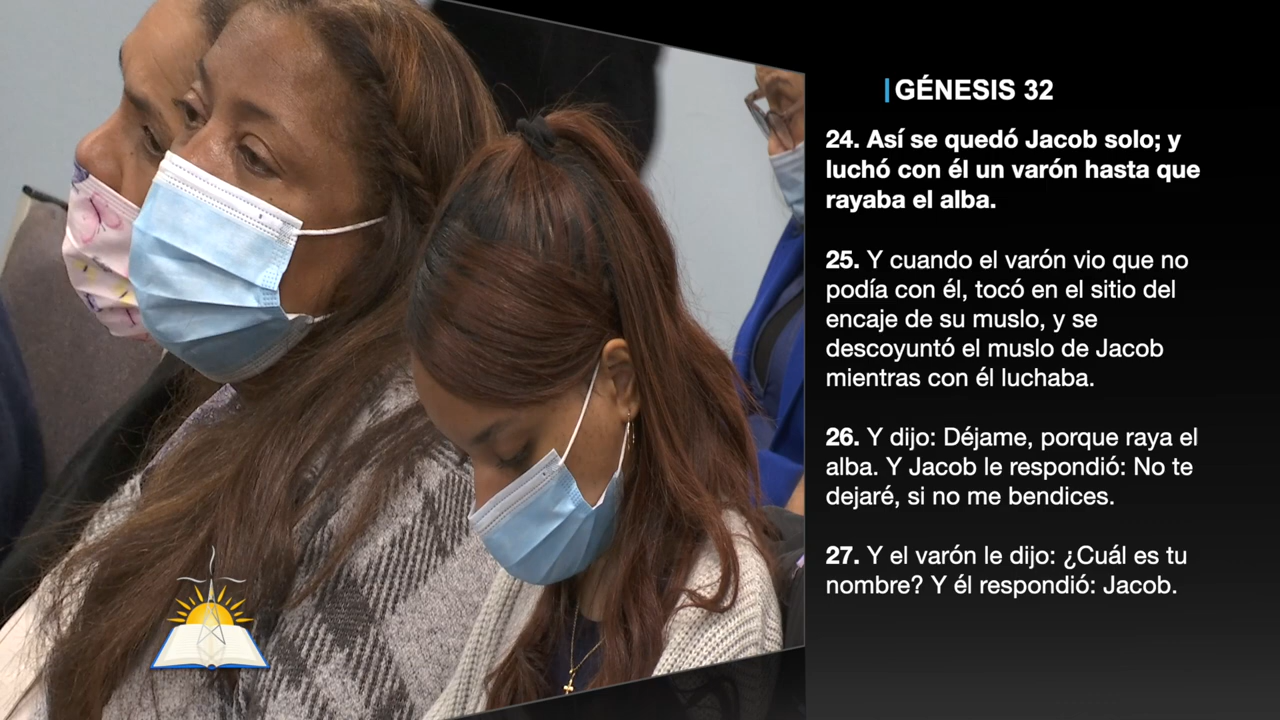 GÉNESIS 32
24. Así se quedó Jacob solo; y
luchó con él un varón hasta que
rayaba el alba.
25. Y cuando el varón vio que no
podía con él, tocó en el sitio del
encaje de su muslo, y se
descoyuntó el muslo de Jacob
mientras con él luchaba.
26. Y dijo: Déjame, porque raya el
alba. Y Jacob le respondió: No te
dejaré, si no me bendices.
27. Y el varón le dijo: ¿Cuál es tu
nombre? Y él respondió: Jacob.